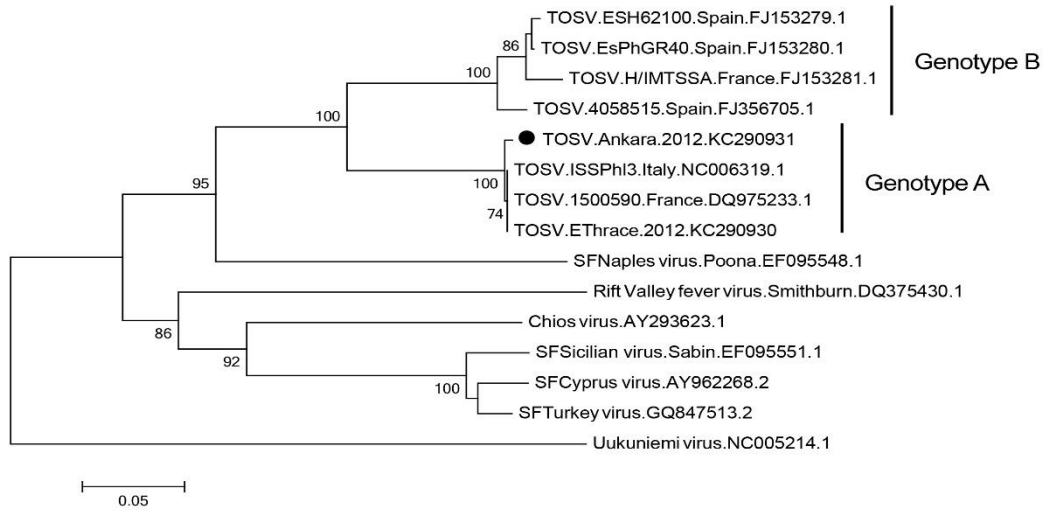 TOSV.ESH62100.Spain.FJ153279.1
86
TOSV.EsPhGR40.Spain.FJ153280.1
Genotype B
100
TOSV.H/IMTSSA.France.FJ153281.1
TOSV.4058515.Spain.FJ356705.1
100
TOSV.Ankara.2012.KC290931
TOSV.ISSPhl3.Italy.NC006319.1
100
Genotype A
95
TOSV.1500590.France.DQ975233.1
74
TOSV.EThrace.2012.KC290930
SFNaples virus.Poona.EF095548.1
Rift Valley fever virus.Smithburn.DQ375430.1
86
Chios virus.AY293623.1
92
SFSicilian virus.Sabin.EF095551.1
100
SFCyprus virus.AY962268.2
SFTurkey virus.GQ847513.2
Uukuniemi virus.NC005214.1
0.05